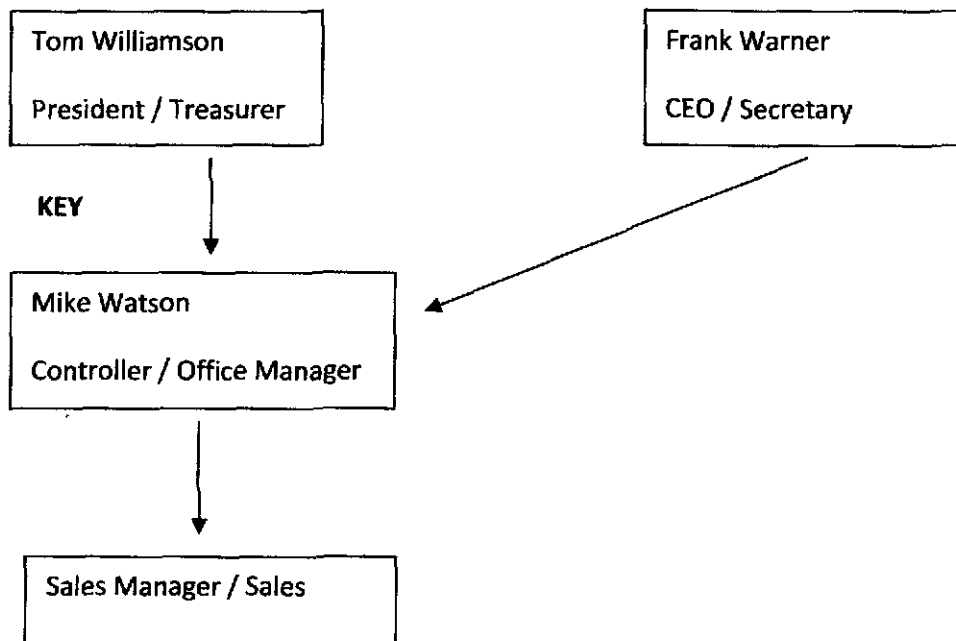 Tom Williamson
President / Treasurer
Frank Warner
CEO / Secretary
KEY
Mike Watson
Controller / Office Manager
Sales Manager / Sales